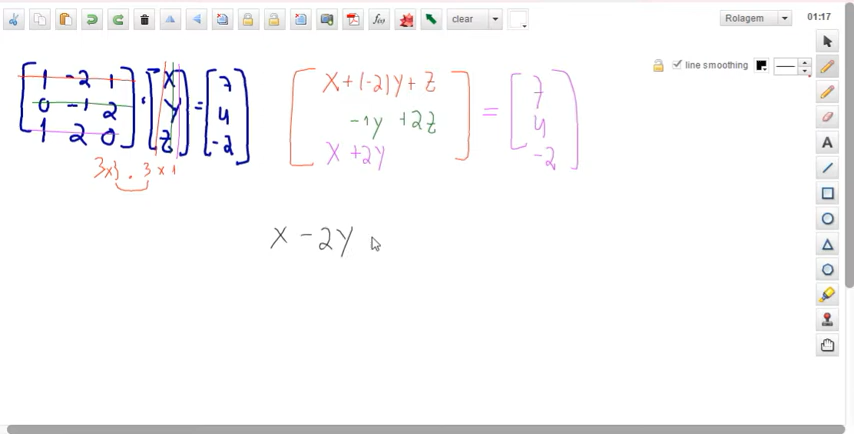 clear
Rolagem
01:17
line smoothing
1 -2 1
0 -1 2
1 2 0
.
X
Y
Z
=
7
4
-2
3x3 . 3x1
X + (-2)Y + Z
-1y + 2Z
X + 2Y
=
7
4
-2
X - 2Y